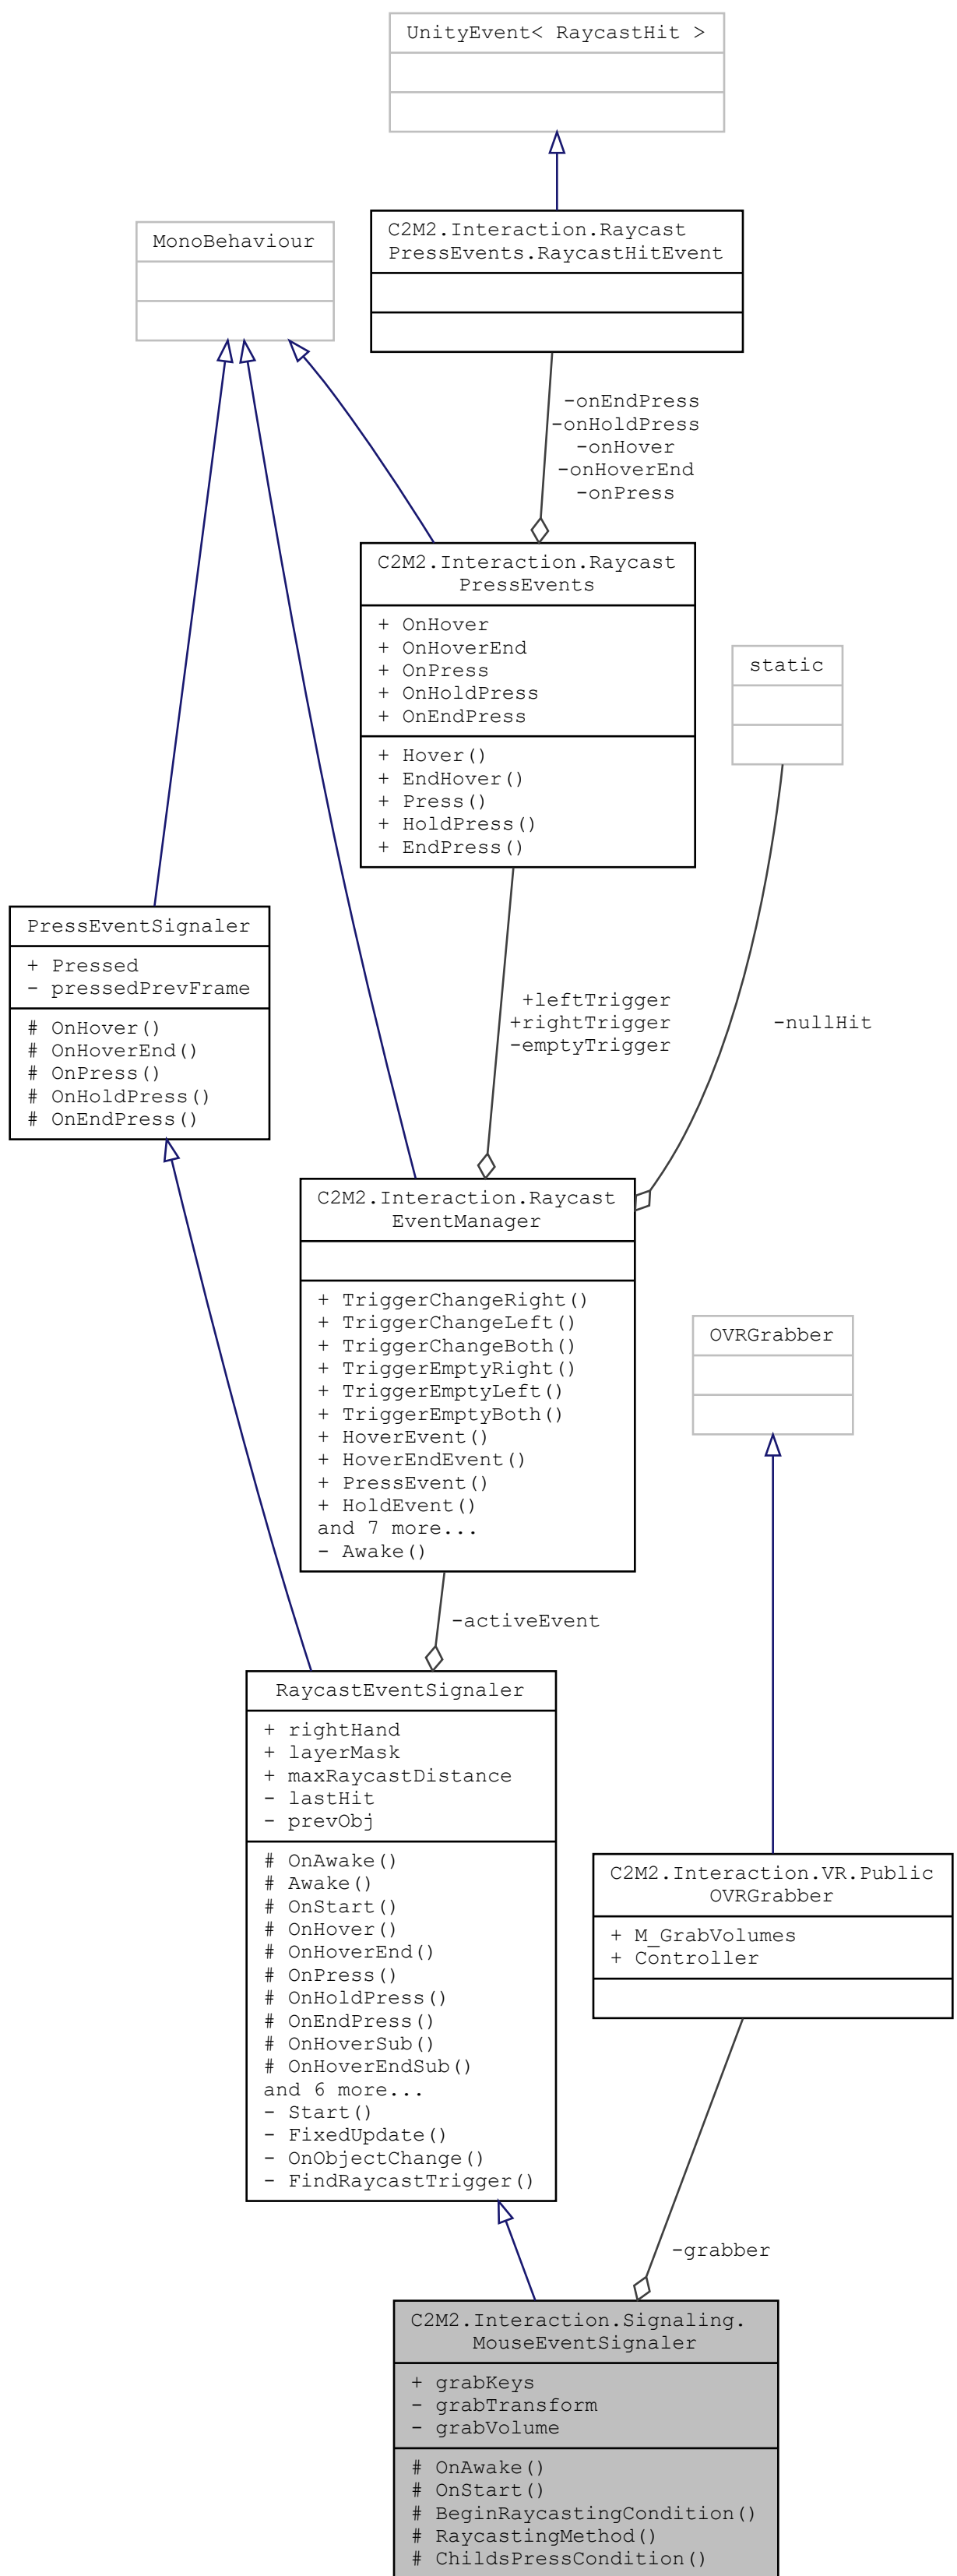 UnityEvent< RaycastHit >
C2M2.Interaction.Raycast
PressEvents.RaycastHitEvent
MonoBehaviour
-onEndPress
-onHoldPress
-onHover
-onHoverEnd
-onPress
C2M2.Interaction.Raycast
PressEvents
+ OnHover
+ OnHoverEnd
+ OnPress
+ OnHoldPress
+ OnEndPress
+ Hover()
+ EndHover()
+ Press()
+ HoldPress()
+ EndPress()
static
PressEventSignaler
+ Pressed
- pressedPrevFrame
# OnHover()
# OnHoverEnd()
# OnPress()
# OnHoldPress()
# OnEndPress()
+leftTrigger
+rightTrigger
-emptyTrigger
-nullHit
C2M2.Interaction.Raycast
EventManager
+ TriggerChangeRight()
+ TriggerChangeLeft()
+ TriggerChangeBoth()
+ TriggerEmptyRight()
+ TriggerEmptyLeft()
+ TriggerEmptyBoth()
+ HoverEvent()
+ HoverEndEvent()
+ PressEvent()
+ HoldEvent()
and 7 more...
- Awake()
OVRGrabber
-activeEvent
RaycastEventSignaler
+ rightHand
+ layerMask
+ maxRaycastDistance
- lastHit
- prevObj
# OnAwake()
# Awake()
# OnStart()
# OnHover()
# OnHoverEnd()
# OnPress()
# OnHoldPress()
# OnEndPress()
# OnHoverSub()
# OnHoverEndSub()
and 6 more...
- Start()
- FixedUpdate()
- OnObjectChange()
- FindRaycastTrigger()
C2M2.Interaction.VR.Public
OVRGrabber
+ M_GrabVolumes
+ Controller
-grabber
C2M2.Interaction.Signaling.
MouseEventSignaler
+ grabKeys
- grabTransform
- grabVolume
# OnAwake()
# OnStart()
# BeginRaycastingCondition()
# RaycastingMethod()
# ChildsPressCondition()